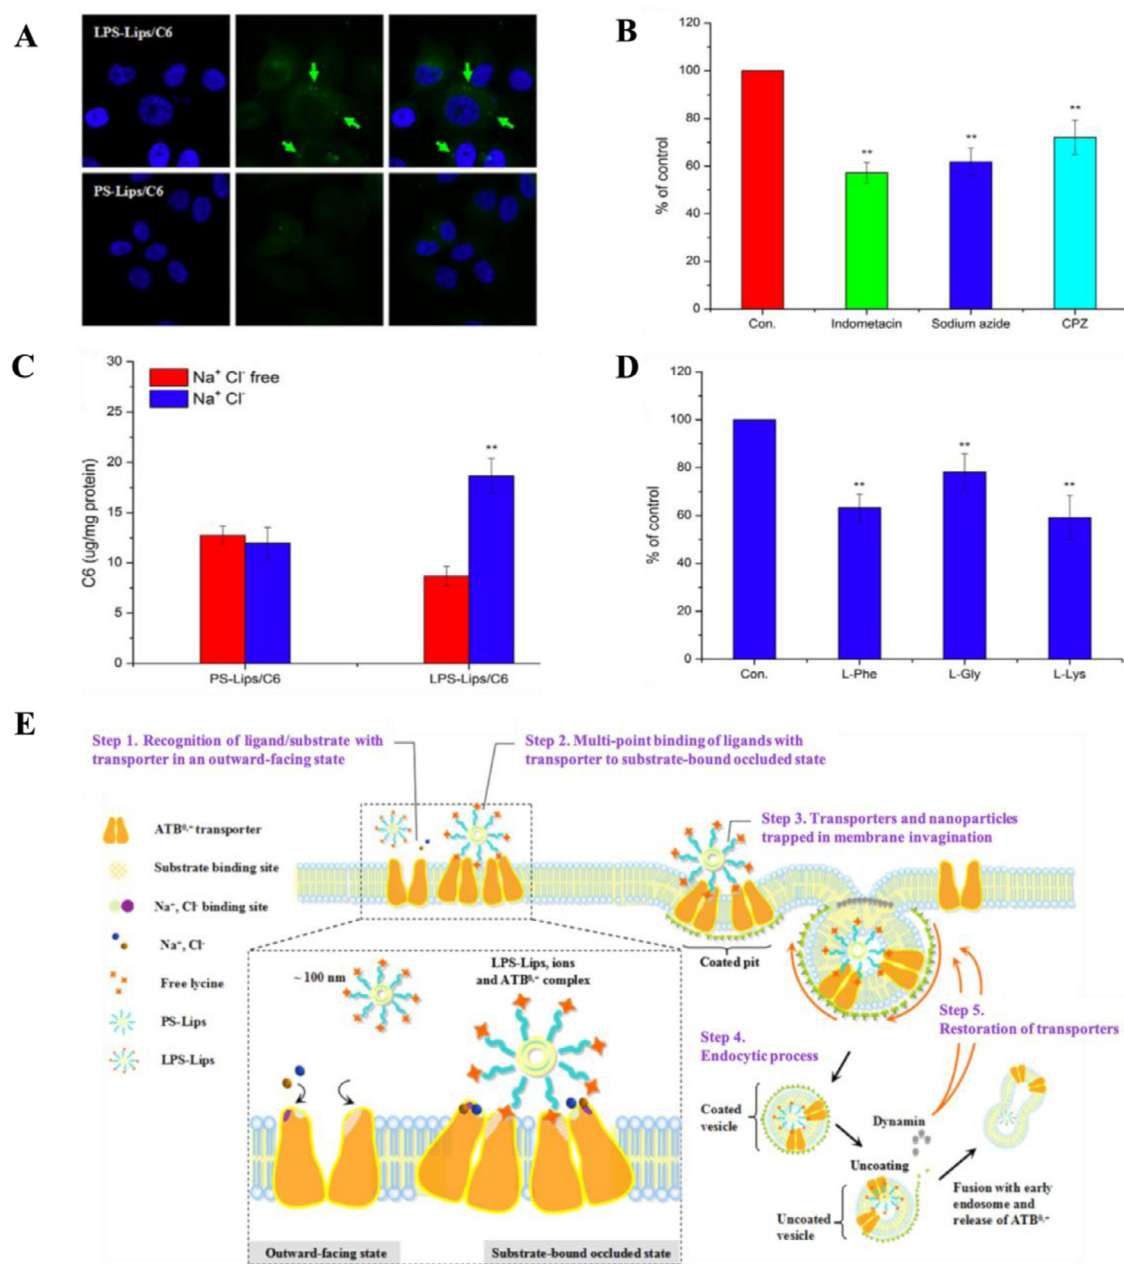 A
LPS-Lips/C6
PS-Lips/C6
B
% of control
120
100
80
60
40
20
0
**
**
**
Con.
Indometacin
Sodium azide
CPZ
C
C6 (ug/mg protein)
30
25
20
15
10
5
0
Na⁺ Cl⁻ free
Na⁺ Cl⁻
**
PS-Lips/C6
LPS-Lips/C6
D
% of control
120
100
80
60
40
20
0
**
**
**
Con.
L-Phe
L-Gly
L-Lys
E
Step 1. Recognition of ligand/substrate with
transporter in an outward-facing state
Step 2. Multi-point binding of ligands with
transporter to substrate-bound occluded state
Step 3. Transporters and nanoparticles
trapped in membrane invagination
ATB⁰,⁺ transporter
Substrate binding site
Na⁺, Cl⁻ binding site
Na⁺, Cl⁻
Free lycine
PS-Lips
LPS-Lips
~ 100 nm
LPS-Lips, ions
and ATB⁰,⁺ complex
Outward-facing state
Substrate-bound occluded state
Coated pit
Step 4.
Endocytic process
Step 5.
Restoration of transporters
Coated
vesicle
Dynamin
Uncoating
Uncoated
vesicle
Fusion with early
endosome and
release of ATB⁰,⁺